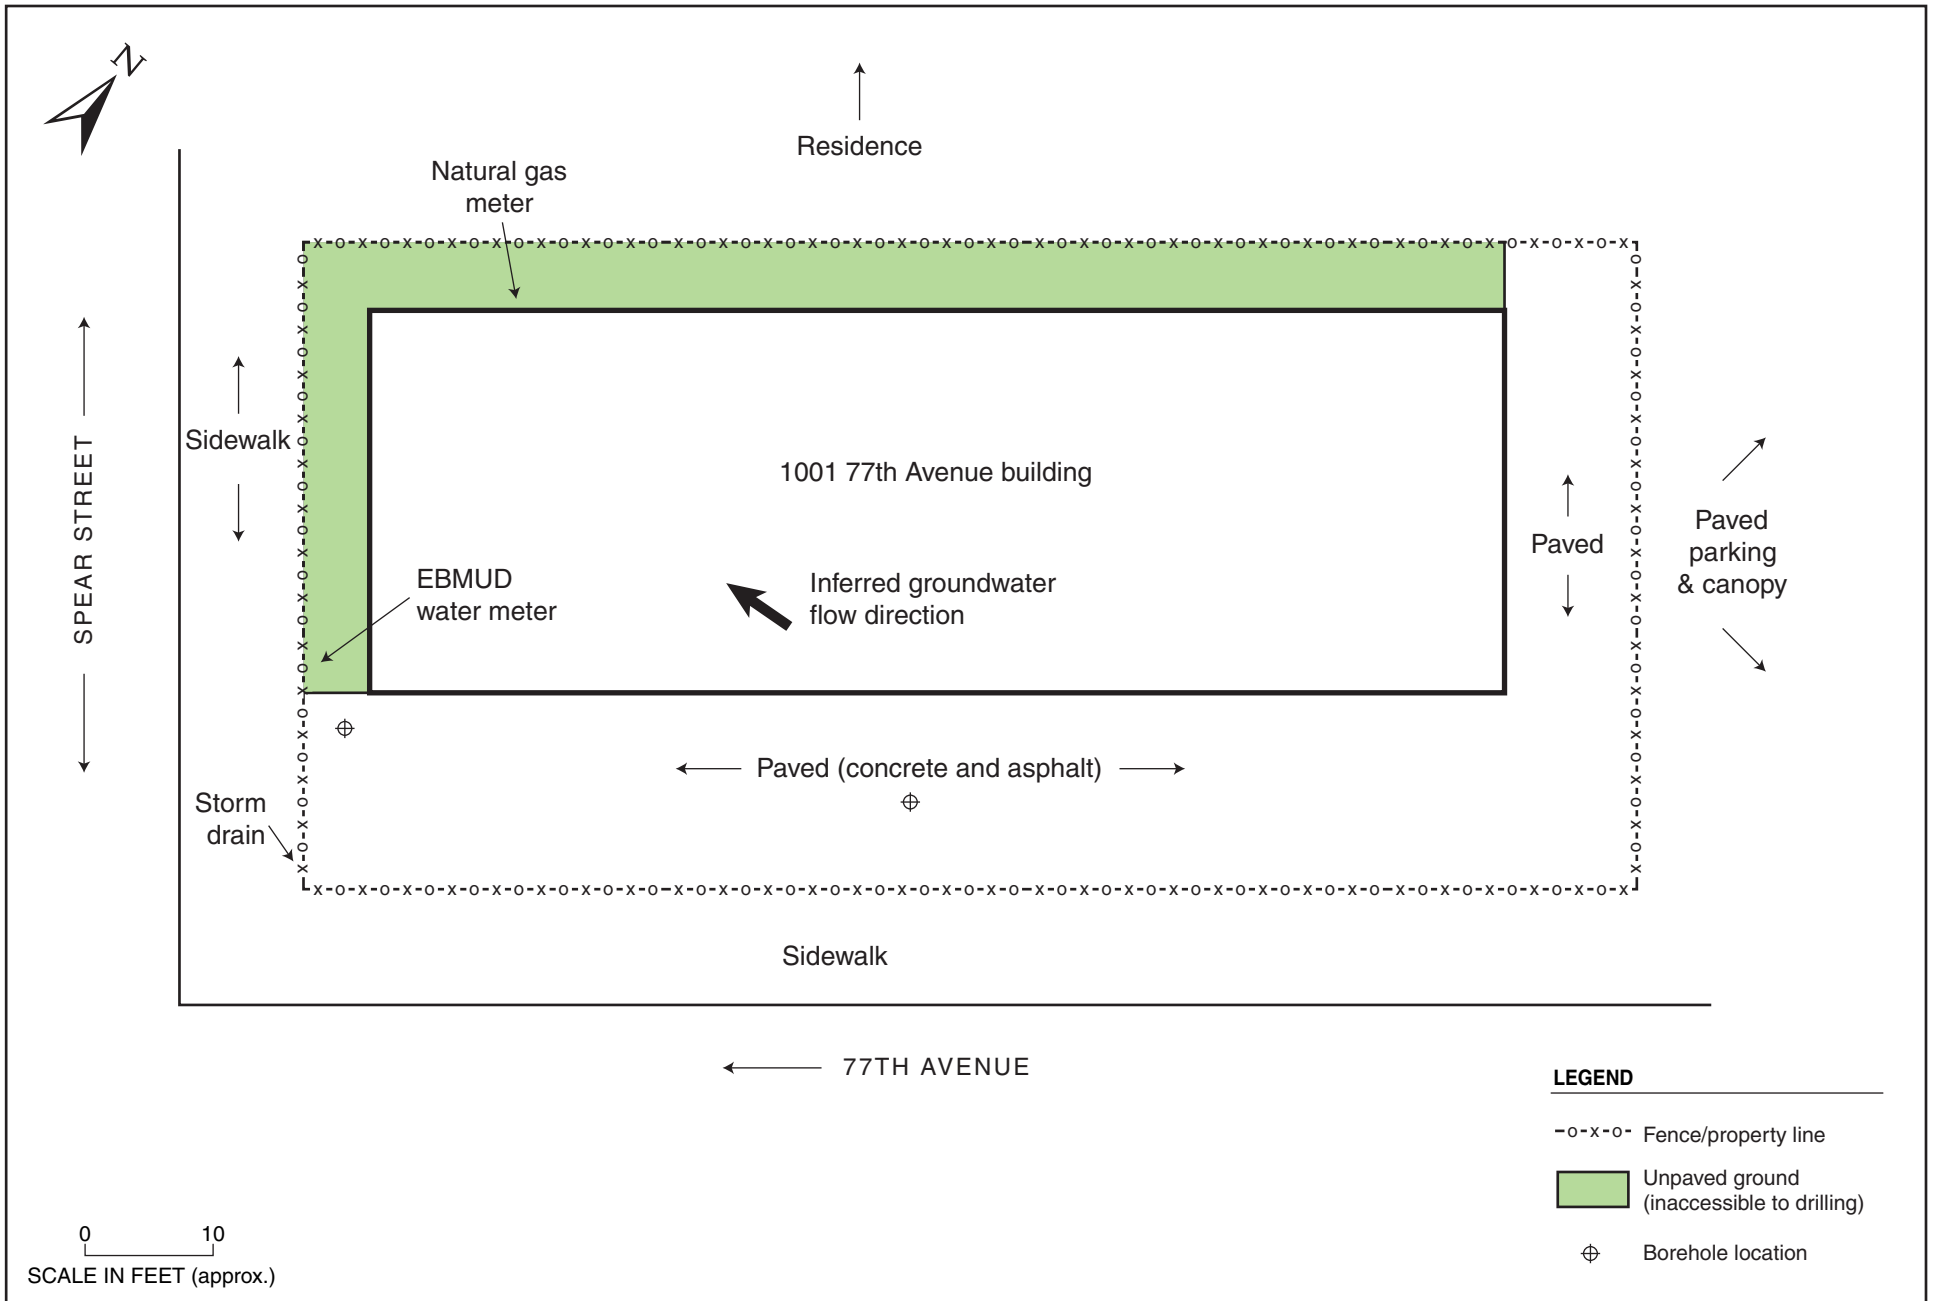 N
Residence
Natural gas
meter
Sidewalk
SPEAR STREET
1001 77th Avenue building
EBMUD
water meter
Inferred groundwater
flow direction
Paved
Paved
parking
& canopy
Paved (concrete and asphalt)
Storm
drain
Sidewalk
77TH AVENUE
LEGEND
-o-x-o- Fence/property line
Unpaved ground
(inaccessible to drilling)
Borehole location
0 10
SCALE IN FEET (approx.)